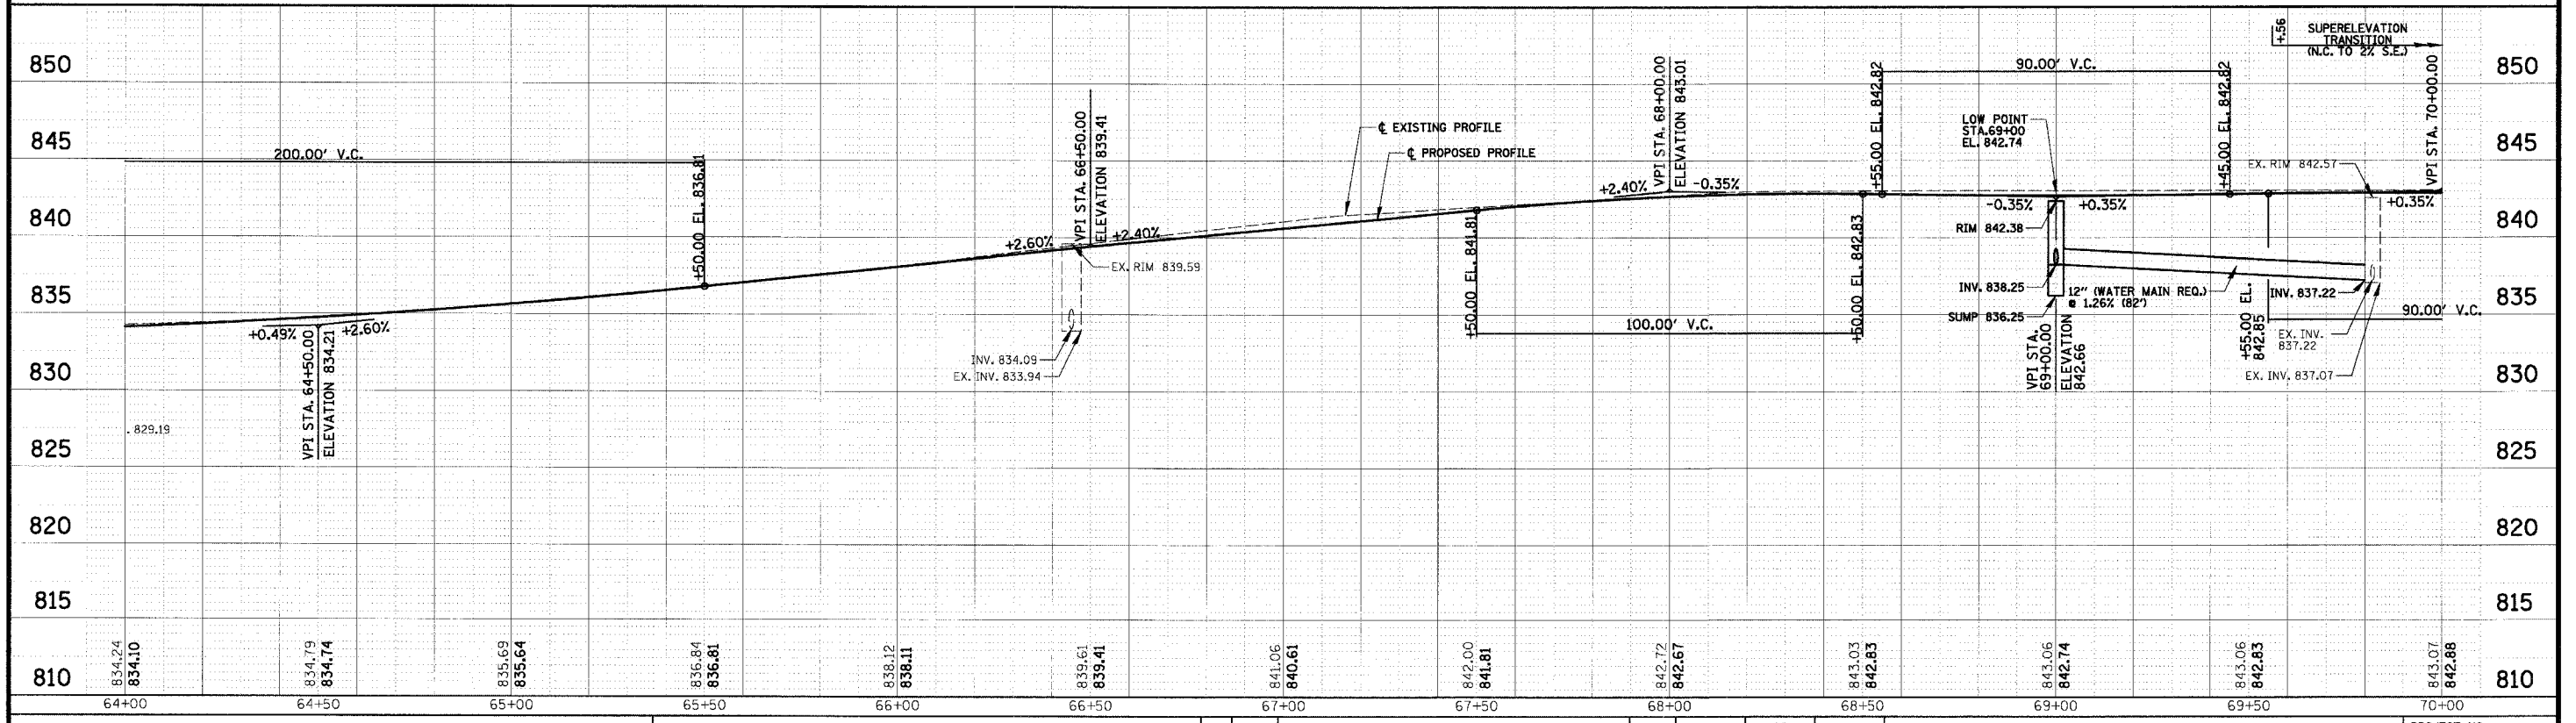 +.56
SUPERELEVATION
TRANSITION
(N.C. TO 2% S.E.)
850
850
90.00' V.C.
200.00' V.C.
+50.00 EL. 836.81
VPI STA. 66+50.00
ELEVATION 839.41
℄ EXISTING PROFILE
℄ PROPOSED PROFILE
VPI STA. 68+00.00
ELEVATION 843.01
+55.00 EL. 842.82
LOW POINT
STA.69+00
EL. 842.74
+45.00 EL. 842.82
EX. RIM 842.57
VPI STA. 70+00.00
845
845
+2.40%
-0.35%
-0.35%
+0.35%
+0.35%
840
840
+2.60%
+2.40%
EX. RIM 839.59
+50.00 EL. 841.81
+50.00 EL. 842.83
RIM 842.38
INV. 838.25
12" (WATER MAIN REQ.)
@ 1.26% (82')
INV. 837.22
835
835
+0.49%
+2.60%
VPI STA. 64+50.00
ELEVATION 834.21
INV. 834.09
EX. INV. 833.94
100.00' V.C.
SUMP 836.25
VPI STA.
69+00.00
ELEVATION
842.66
+55.00 EL.
842.85
90.00' V.C.
EX. INV.
837.22
EX. INV. 837.07
830
830
. 829.19
825
825
820
820
815
815
810
834.24
834.10
834.79
834.74
835.69
835.64
836.84
836.81
838.12
838.11
839.61
839.41
841.06
840.61
842.00
841.81
842.72
842.67
843.03
842.83
843.06
842.74
843.06
842.83
843.07
842.88
810
64+00
64+50
65+00
65+50
66+00
66+50
67+00
67+50
68+00
68+50
69+00
69+50
70+00